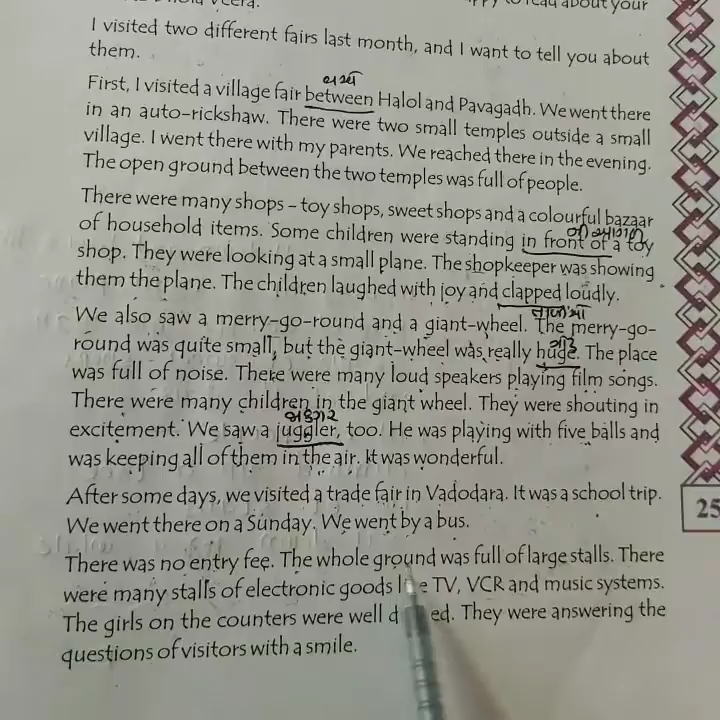 ppy to read about your
I visited two different fairs last month, and I want to tell you about
them.
વચ્ચે
First, I visited a village fair between Halol and Pavagadh. We went there
in an auto-rickshaw. There were two small temples outside a small
village. I went there with my parents. We reached there in the evening.
The open ground between the two temples was full of people.
There were many shops – toy shops, sweet shops and a colourful bazaar
of household items. Some children were standing in front of a toy
shop. They were looking at a small plane. The shopkeeper was showing
them the plane. The children laughed with joy and clapped loudly.
We also saw a merry-go-round and a giant-wheel. The merry-go-
round was quite small, but the giant-wheel was really huge. The place
was full of noise. There were many loud speakers playing film songs.
There were many children in the giant wheel. They were shouting in
excitement. We saw a juggler, too. He was playing with five balls and
was keeping all of them in the air. It was wonderful.
After some days, we visited a trade fair in Vadodara. It was a school trip.
25
We went there on a Sunday. We went by a bus.
There was no entry fee. The whole ground was full of large stalls. There
were many stalls of electronic goods l e TV, VCR and music systems.
The girls on the counters were well d ed. They were answering the
questions of visitors with a smile.